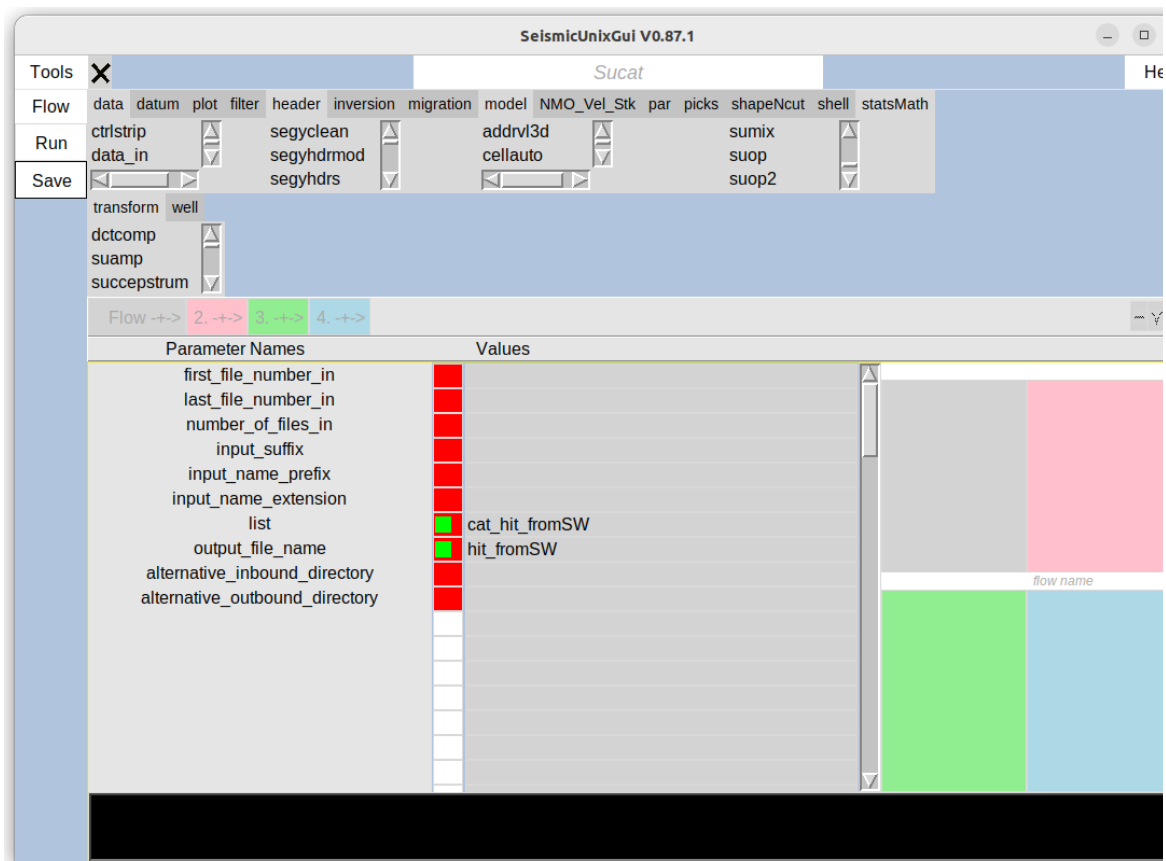 SeismicUnixGui V0.87.1
Tools Sucat
Flow data datum plot filter header inversion migration model NMO_Vel_Stk par picks shapeNcut shell statsMath
Run ctrlstrip segyclean addrvl3d sumix
data_in segyhdrmod cellauto suop
Save segyhdrs suop2
transform well
dctcomp
suamp
succepstrum
Flow -+-> 2. -+-> 3. -+-> 4. -+->
Parameter Names Values
first_file_number_in
last_file_number_in
number_of_files_in
input_suffix
input_name_prefix
input_name_extension
list cat_hit_fromSW
output_file_name hit_fromSW
alternative_inbound_directory
alternative_outbound_directory
flow name